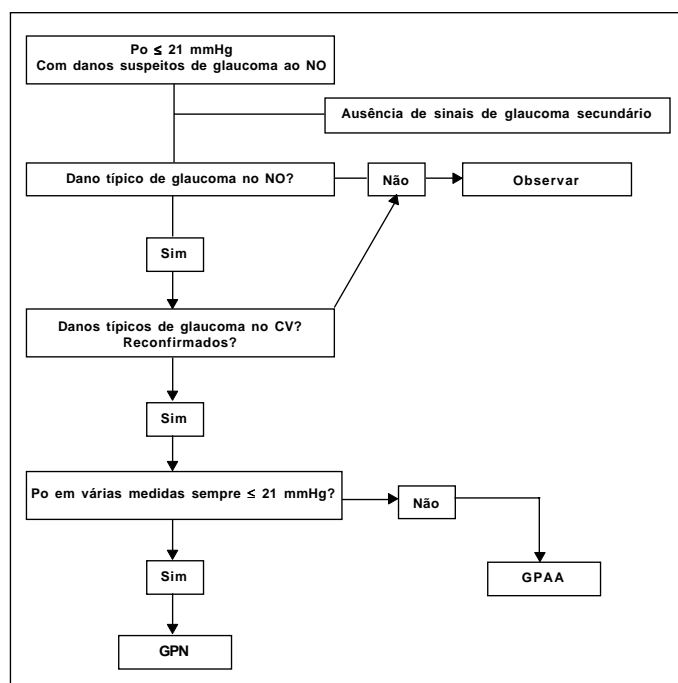 Po ≤ 21 mmHg
Com danos suspeitos de glaucoma ao NO
Ausência de sinais de glaucoma secundário
Dano típico de glaucoma no NO?
Não
Observar
Sim
Danos típicos de glaucoma no CV?
Reconfirmados?
Sim
Po em várias medidas sempre ≤ 21 mmHg?
Não
Sim
GPAA
GPN